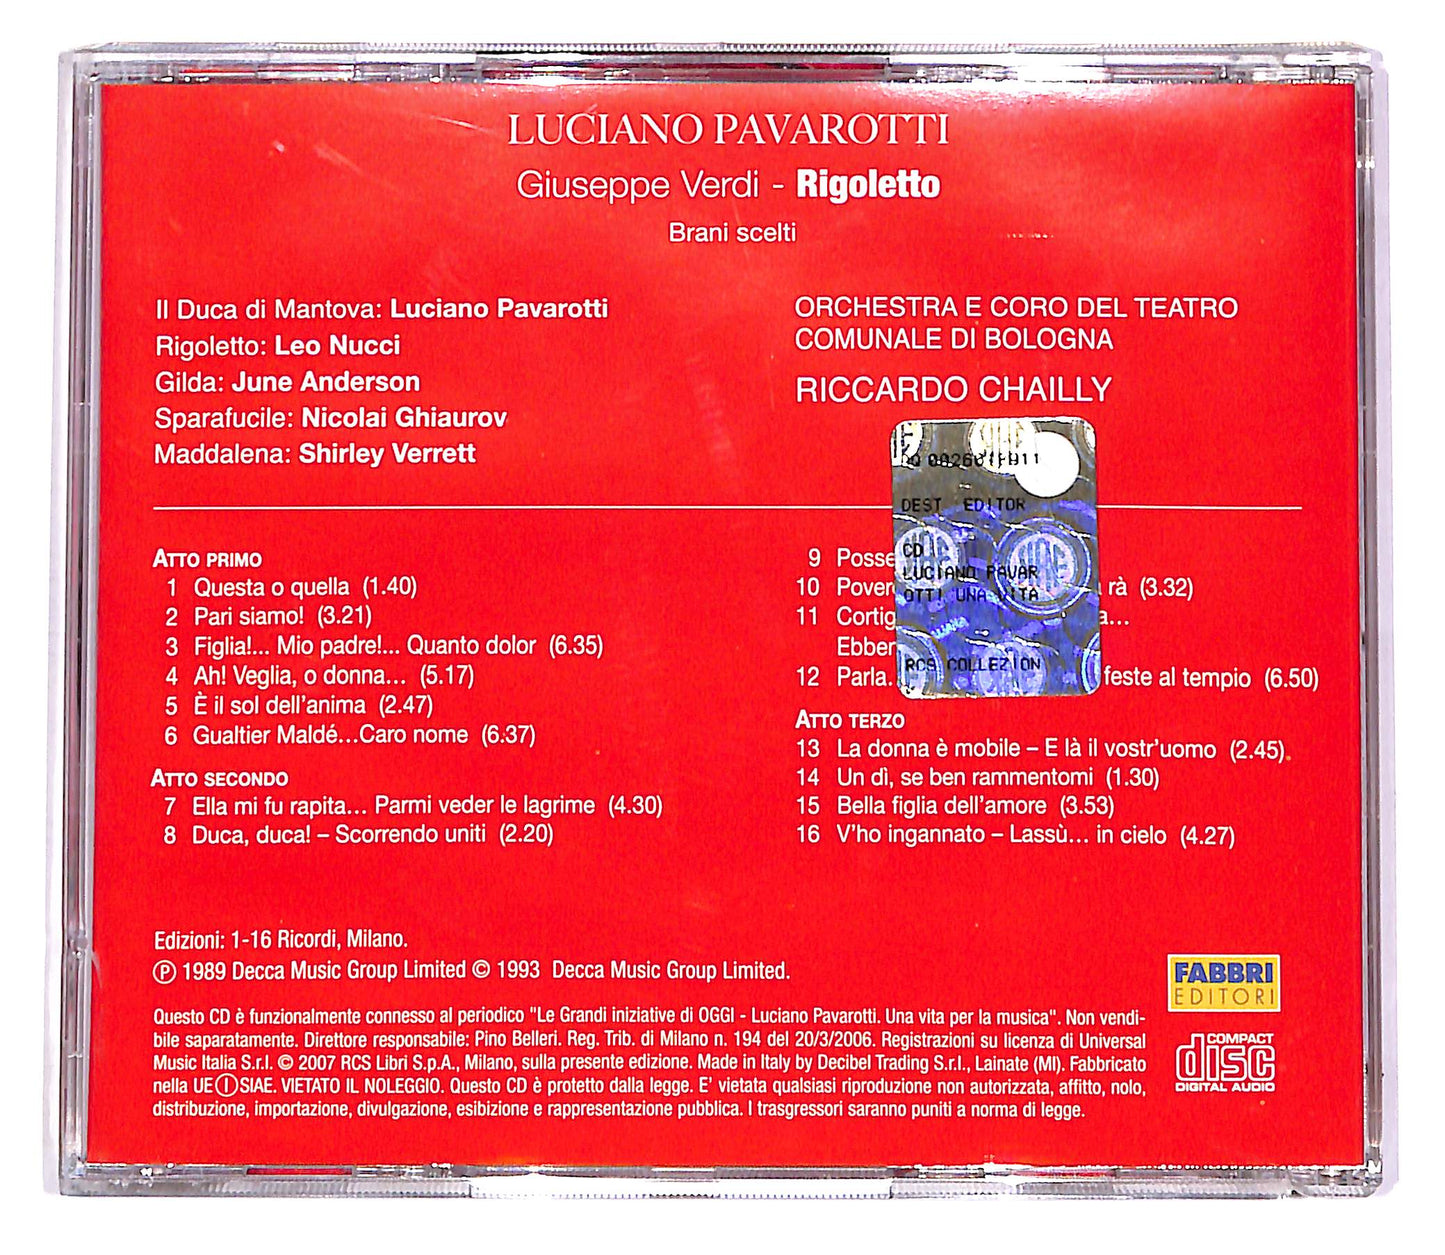 LUCIANO PAVAROTTI
Giuseppe Verdi - Rigoletto
Brani scelti
Il Duca di Mantova: Luciano Pavarotti
Rigoletto: Leo Nucci
Gilda: June Anderson
Sparafucile: Nicolai Ghiaurov
Maddalena: Shirley Verrett
ORCHESTRA E CORO DEL TEATRO
COMUNALE DI BOLOGNA
RICCARDO CHAILLY
DEST EDITOR
CD
LUCIANO PAVAR
OTTI UNA VITA
RCS COLLEZION
ATTO PRIMO
1 Questa o quella (1.40)
2 Pari siamo! (3.21)
3 Figlia!... Mio padre!... Quanto dolor (6.35)
4 Ah! Veglia, o donna... (5.17)
5 È il sol dell'anima (2.47)
6 Gualtier Maldé...Caro nome (6.37)
ATTO SECONDO
7 Ella mi fu rapita... Parmi veder le lagrime (4.30)
8 Duca, duca! – Scorrendo uniti (2.20)
9
10 rà (3.32)
11
12 Parla. feste al tempio (6.50)
ATTO TERZO
13 La donna è mobile – E là il vostr'uomo (2.45)
14 Un dì, se ben rammentomi (1.30)
15 Bella figlia dell'amore (3.53)
16 V'ho ingannato – Lassù... in cielo (4.27)
Edizioni: 1-16 Ricordi, Milano.
℗ 1989 Decca Music Group Limited © 1993 Decca Music Group Limited.
Questo CD è funzionalmente connesso al periodico "Le Grandi iniziative di OGGI - Luciano Pavarotti. Una vita per la musica". Non vendi-
bile saparatamente. Direttore responsabile: Pino Belleri. Reg. Trib. di Milano n. 194 del 20/3/2006. Registrazioni su licenza di Universal
Music Italia S.r.l. © 2007 RCS Libri S.p.A., Milano, sulla presente edizione. Made in Italy by Decibel Trading S.r.l., Lainate (MI). Fabbricato
nella UE SIAE. VIETATO IL NOLEGGIO. Questo CD è protetto dalla legge. E' vietata qualsiasi riproduzione non autorizzata, affitto, nolo,
distribuzione, importazione, divulgazione, esibizione e rappresentazione pubblica. I trasgressori saranno puniti a norma di legge.
FABBRI
EDITORI
COMPACT
disc
DIGITAL AUDIO